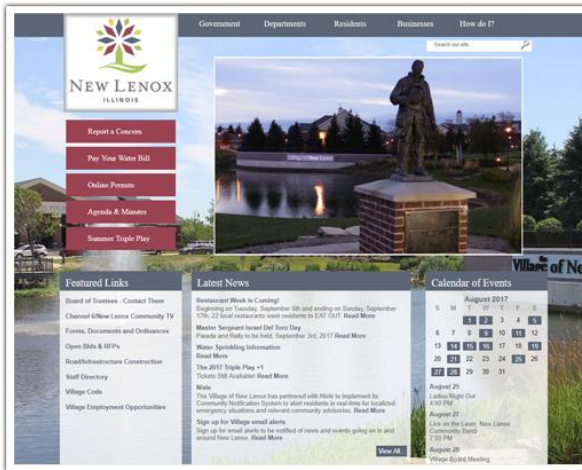 Government Departments Residents Businesses How do I?
Search our site...
NEW LENOX
ILLINOIS
Report a Concern
Pay Your Water Bill
Online Permits
Agenda & Minutes
Summer Triple Play
Village of New Lenox
Village of Ne
Featured Links
Board of Trustees - Contact Them
Channel 6/New Lenox Community TV
Forms, Documents and Ordinances
Open Bids & RFPs
Road/Infrastructure Construction
Staff Directory
Village Code
Village Employment Opportunities
Latest News
Restaurant Week is Coming!
Beginning on Tuesday, September 5th and ending on Sunday, September
17th, 22 local restaurants want residents to EAT OUT. Read More
Master Sergeant Israel Del Toro Day
Parade and Rally to be held, September 3rd, 2017 Read More
Water Sprinkling Information
Read More
The 2017 Triple Play +1
Tickets Still Available! Read More
Nixle
The Village of New Lenox has partnered with Nixle to implement its
Community Notification System to alert residents in real-time for localized
emergency situations and relevant community advisories. Read More
Sign up for Village email alerts
Sign up for email alerts to be notified of news and events going on in and
around New Lenox. Read More
View All...
Calendar of Events
August 2017
S M T W T F S
1 2 3 4 5
6 7 8 9 10 11 12
13 14 15 16 17 18 19
20 21 22 23 24 25 26
27 28 29 30 31
August 25
Ladies Night Out
4:00 PM
August 27
Live on the Lawn: New Lenox
Community Band
7:00 PM
August 28
Village Board Meeting